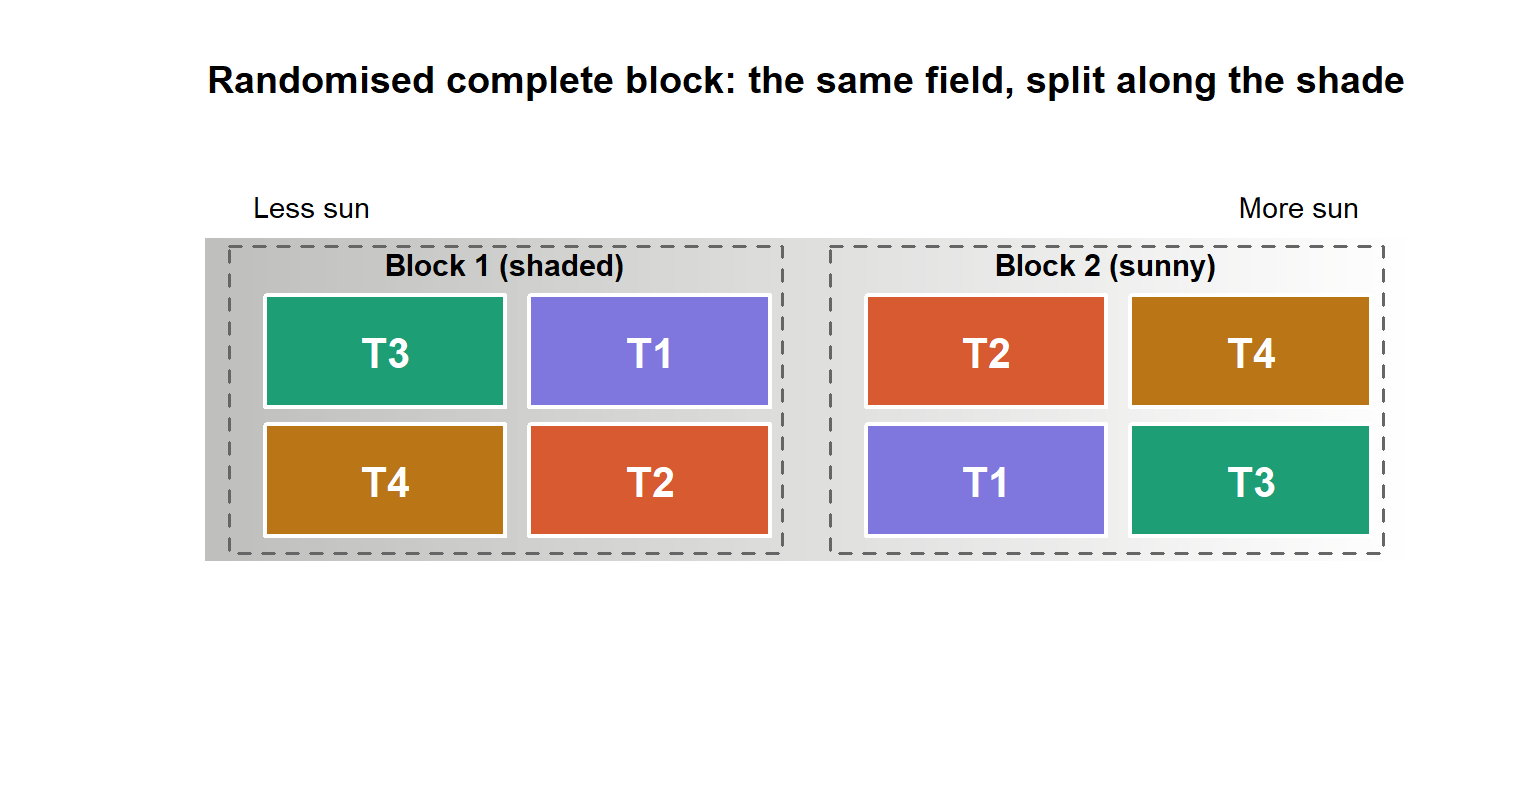 Randomised complete block: the same field, split along the shade
Less sun
More sun
Block 1 (shaded)
Block 2 (sunny)
T3
T1
T2
T4
T4
T2
T1
T3